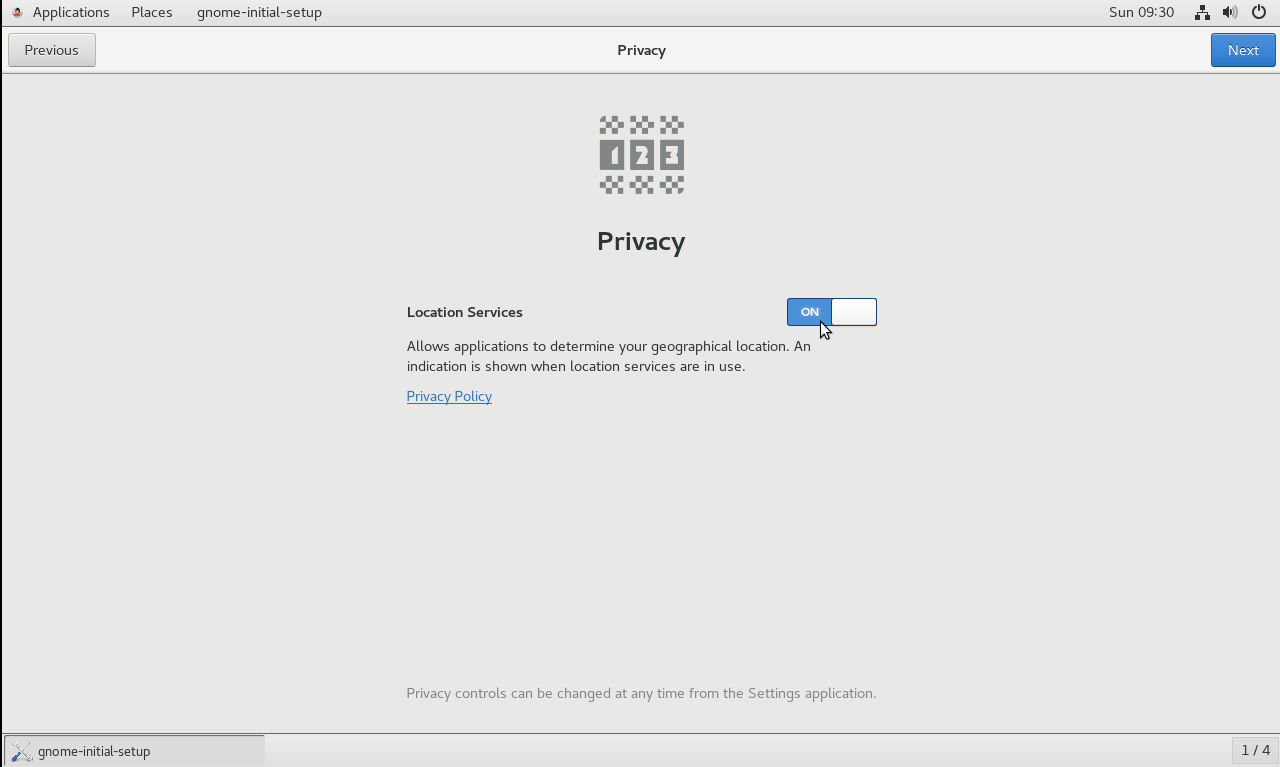 Applications Places gnome-initial-setup Sun 09:30
Previous Privacy Next
1 2 3
Privacy
Location Services ON
Allows applications to determine your geographical location. An
indication is shown when location services are in use.
Privacy Policy
Privacy controls can be changed at any time from the Settings application.
gnome-initial-setup 1 / 4